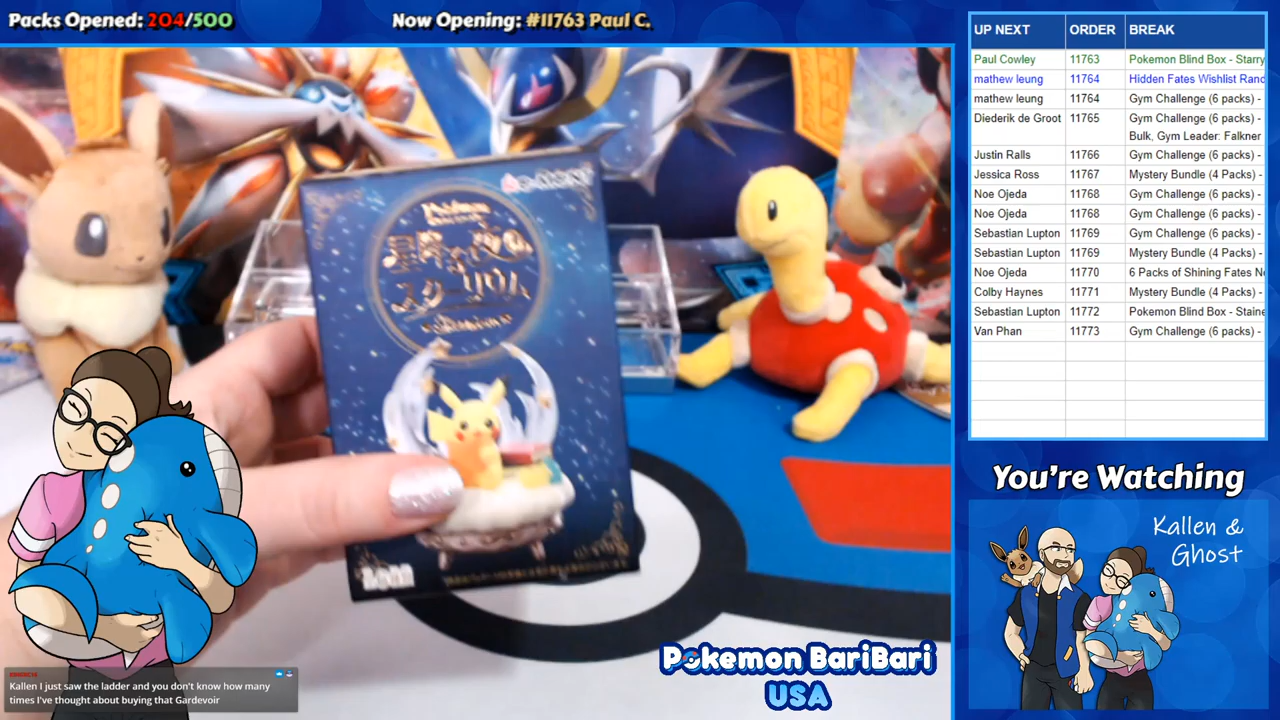 Packs Opened: 204/500
Now Opening: #11763 Paul C.
UP NEXT ORDER BREAK
Paul Cowley 11763 Pokemon Blind Box - Starry
mathew leung 11764 Hidden Fates Wishlist Rand
mathew leung 11764 Gym Challenge (6 packs) -
Diederik de Groot 11765 Gym Challenge (6 packs) -
Bulk. Gym Leader: Falkner
Justin Ralls 11766 Gym Challenge (6 packs) -
Jessica Ross 11767 Mystery Bundle (4 Packs) -
Noe Ojeda 11768 Gym Challenge (6 packs) -
Noe Ojeda 11768 Gym Challenge (6 packs) -
Sebastian Lupton 11769 Gym Challenge (6 packs) -
Sebastian Lupton 11769 Mystery Bundle (4 Packs) -
Noe Ojeda 11770 6 Packs of Shining Fates N
Colby Haynes 11771 Mystery Bundle (4 Packs) -
Sebastian Lupton 11772 Pokemon Blind Box - Staine
Van Phan 11773 Gym Challenge (6 packs) -
Pokémon
スターリウム
You're Watching
Kallen &
Ghost
Pokemon BariBari
USA
Kallen I just saw the ladder and you don't know how many
times I've thought about buying that Gardevoir